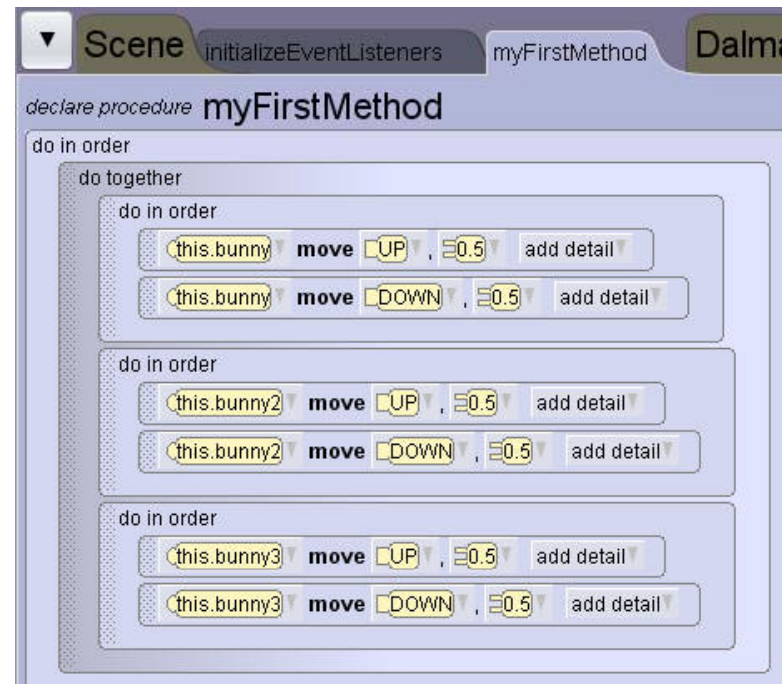 Scene initializeEventListeners myFirstMethod Dalma
declare procedure myFirstMethod
do in order
do together
do in order
this.bunny move UP , 0.5 add detail
this.bunny move DOWN , 0.5 add detail
do in order
this.bunny2 move UP , 0.5 add detail
this.bunny2 move DOWN , 0.5 add detail
do in order
this.bunny3 move UP , 0.5 add detail
this.bunny3 move DOWN , 0.5 add detail